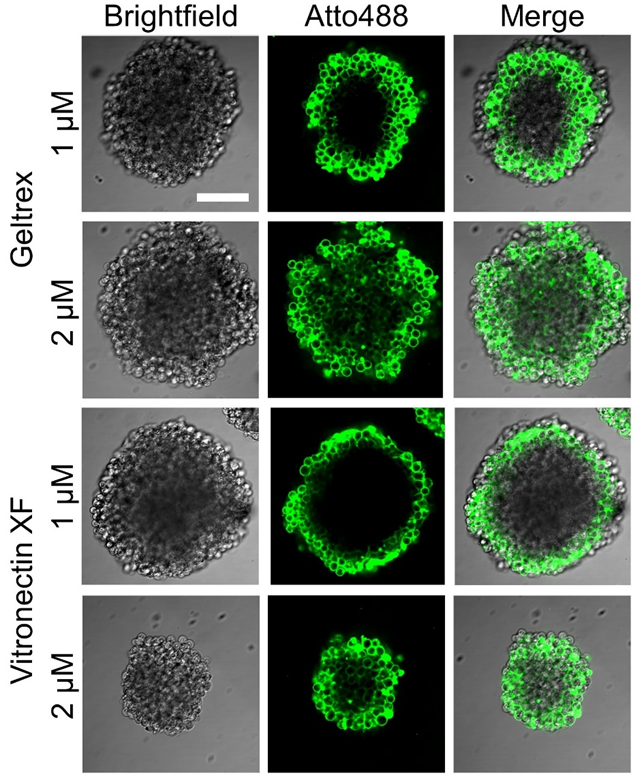 Brightfield Atto488 Merge
Geltrex
1 µM
2 µM
Vitronectin XF
1 µM
2 µM